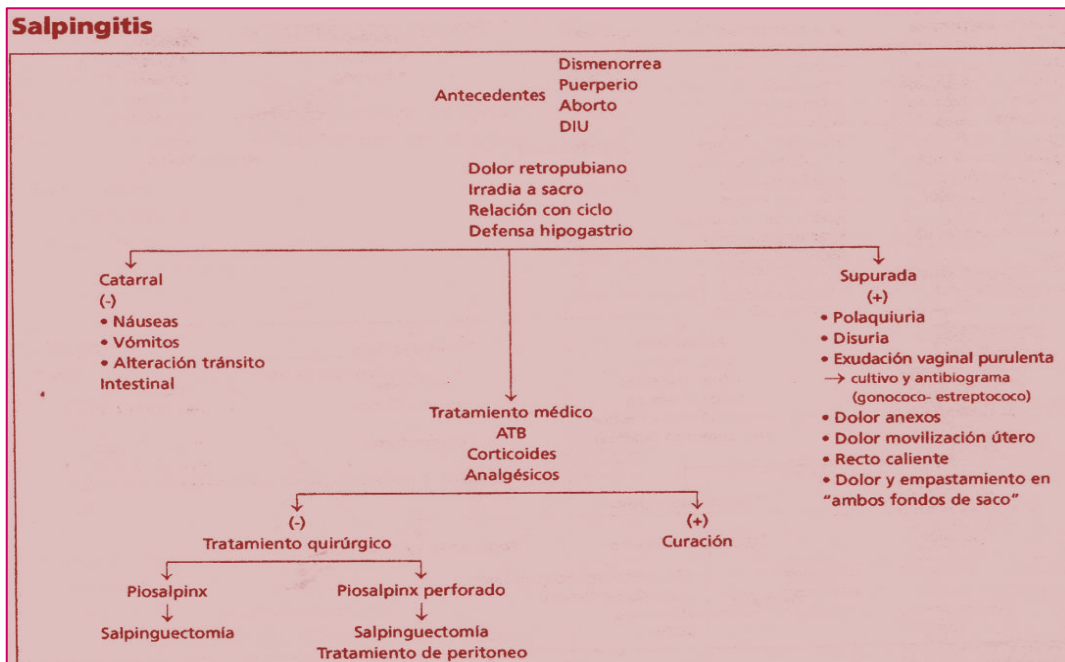 Salpingitis
Dismenorrea
Antecedentes Puerperio
Aborto
DIU
Dolor retropubiano
Irradia a sacro
Relación con ciclo
Defensa hipogastrio
Catarral
(-)
• Náuseas
• Vómitos
• Alteración tránsito
Intestinal
Tratamiento médico
ATB
Corticoides
Analgésicos
Supurada
(+)
• Polaquiuria
• Disuria
• Exudación vaginal purulenta
→ cultivo y antibiograma
(gonococo- estreptococo)
• Dolor anexos
• Dolor movilización útero
• Recto caliente
• Dolor y empastamiento en
"ambos fondos de saco"
(-)
Tratamiento quirúrgico
(+)
Curación
Piosalpinx
Salpinguectomía
Piosalpinx perforado
Salpinguectomía
Tratamiento de peritoneo